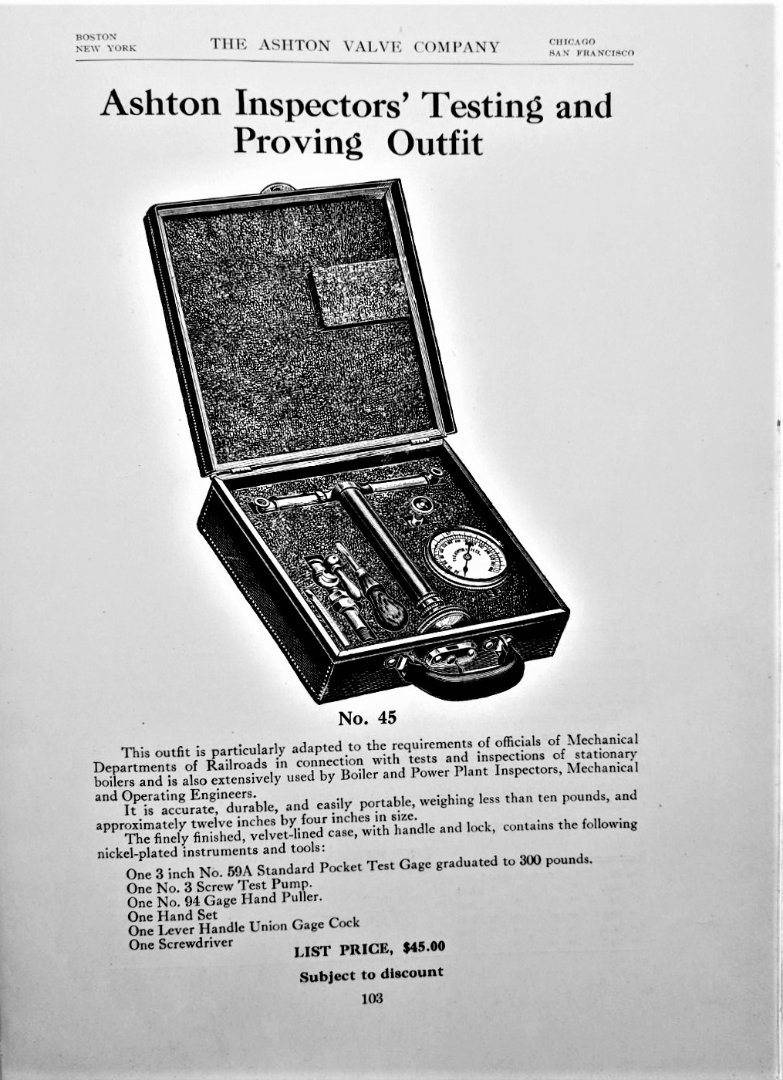 BOSTON
NEW YORK
THE ASHTON VALVE COMPANY
CHICAGO
SAN FRANCISCO
Ashton Inspectors' Testing and
Proving Outfit
No. 45
This outfit is particularly adapted to the requirements of officials of Mechanical
Departments of Railroads in connection with tests and inspections of stationary
boilers and is also extensively used by Boiler and Power Plant Inspectors, Mechanical
and Operating Engineers.
It is accurate, durable, and easily portable, weighing less than ten pounds, and
approximately twelve inches by four inches in size.
The finely finished, velvet-lined case, with handle and lock, contains the following
nickel-plated instruments and tools:
One 3 inch No. 59A Standard Pocket Test Gage graduated to 300 pounds.
One No. 3 Screw Test Pump.
One No. 94 Gage Hand Puller.
One Hand Set
One Lever Handle Union Gage Cock
One Screwdriver
LIST PRICE, $45.00
Subject to discount
103